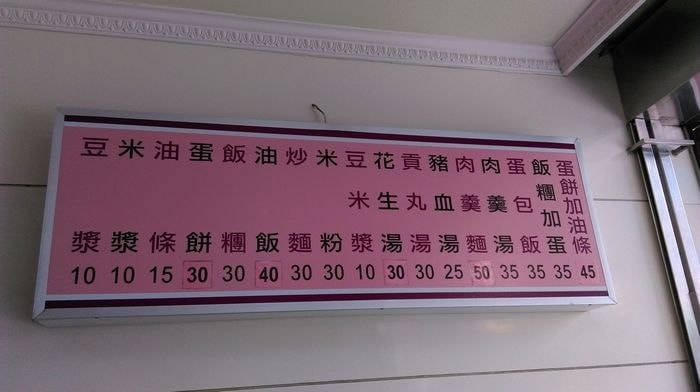 豆漿 10
米漿 10
油條 15
蛋餅 30
飯糰 30
油飯 40
炒麵 30
米粉 30
豆米漿 10
花生湯 30
貢丸湯 30
豬血湯 25
肉羹麵 50
肉羹湯 35
蛋包飯 35
飯糰加蛋 35
蛋餅加油條 45